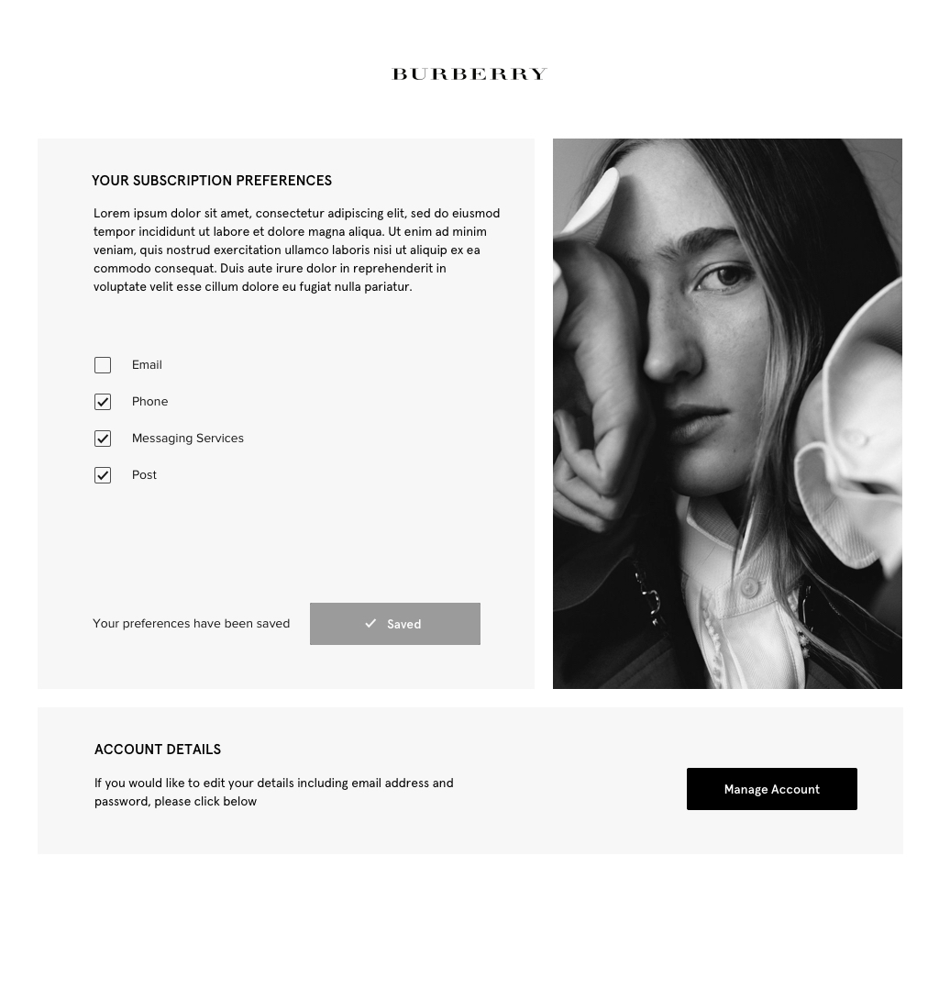 BURBERRY
YOUR SUBSCRIPTION PREFERENCES
Lorem ipsum dolor sit amet, consectetur adipiscing elit, sed do eiusmod
tempor incididunt ut labore et dolore magna aliqua. Ut enim ad minim
veniam, quis nostrud exercitation ullamco laboris nisi ut aliquip ex ea
commodo consequat. Duis aute irure dolor in reprehenderit in
voluptate velit esse cillum dolore eu fugiat nulla pariatur.
Email
Phone
Messaging Services
Post
Your preferences have been saved
Saved
ACCOUNT DETAILS
If you would like to edit your details including email address and
password, please click below
Manage Account